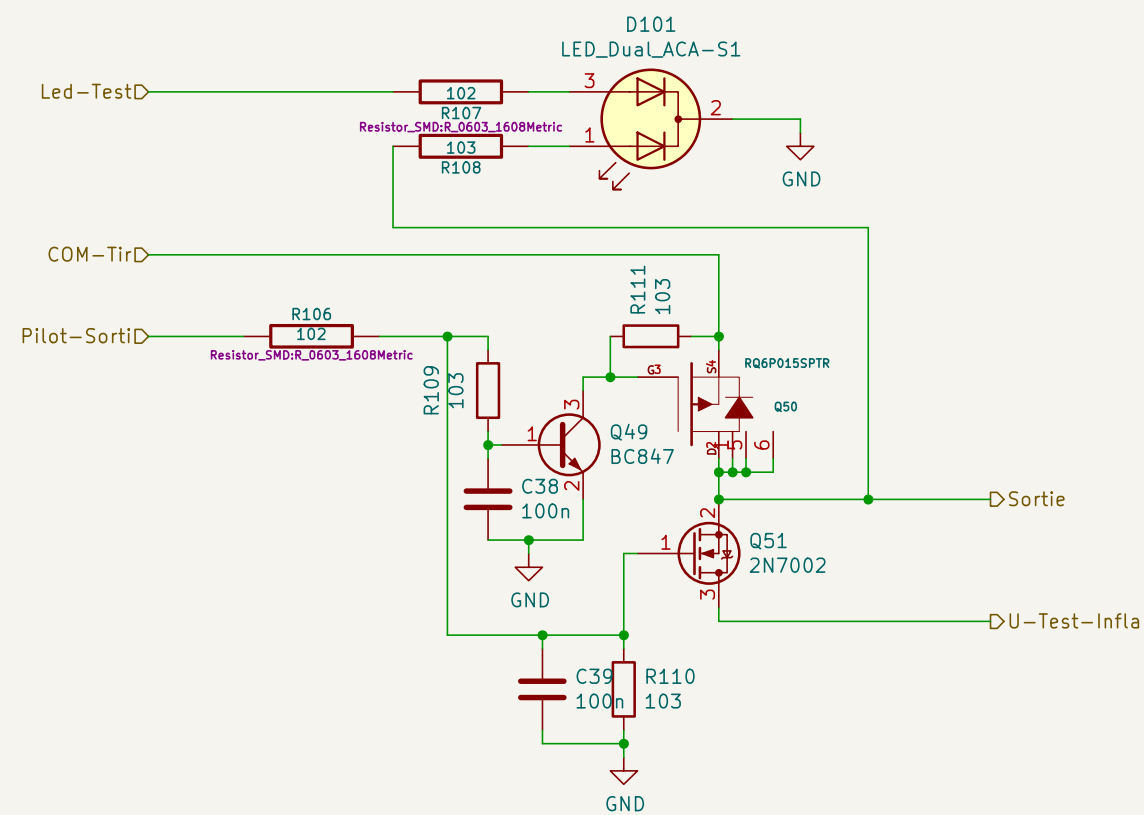 D101
LED_Dual_ACA-S1
Led-Test
102
R107
3
2
Resistor_SMD:R_0603_1608Metric
103
R108
1
GND
COM-Tir
R111
103
Pilot-Sorti
R106
102
Resistor_SMD:R_0603_1608Metric
R109
103
G3
S4
RQ6P015SPTR
Q50
3
1
Q49
BC847
2
D2
1
5
6
C38
100n
GND
Sortie
2
1
Q51
2N7002
3
U-Test-Infla
C39
100n
R110
103
GND